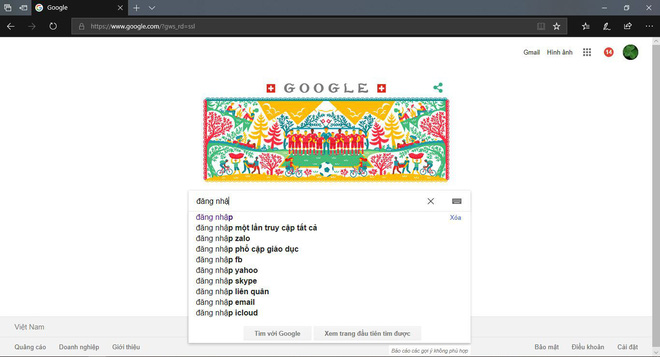 Google
https://www.google.com/?gws_rd=ssl
Gmail Hình ảnh 14
GOOGLE
đăng nhậ
đăng nhập Xóa
đăng nhập một lần truy cập tất cả
đăng nhập zalo
đăng nhập phổ cập giáo dục
đăng nhập fb
đăng nhập yahoo
đăng nhập skype
đăng nhập liên quân
đăng nhập email
đăng nhập icloud
Tìm với Google Xem trang đầu tiên tìm được
Báo cáo các gợi ý không phù hợp
Việt Nam
Quảng cáo Doanh nghiệp Giới thiệu Bảo mật Điều khoản Cài đặt